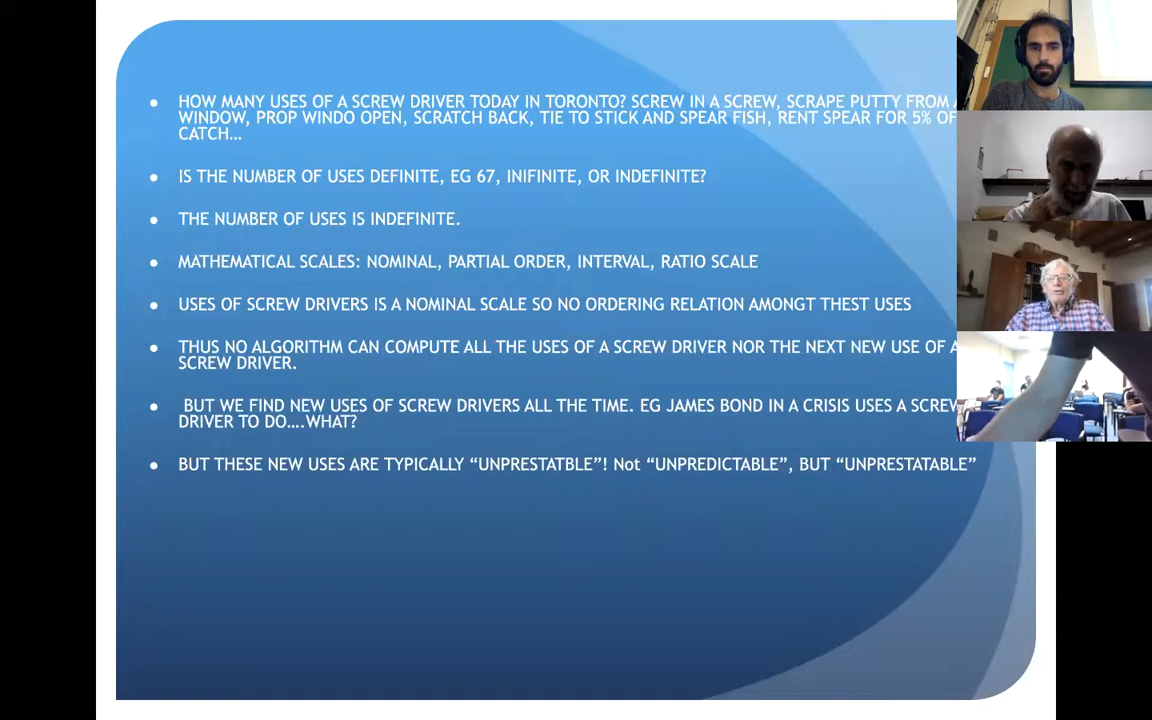 HOW MANY USES OF A SCREW DRIVER TODAY IN TORONTO? SCREW IN A SCREW, SCRAPE PUTTY FROM
WINDOW, PROP WINDO OPEN, SCRATCH BACK, TIE TO STICK AND SPEAR FISH, RENT SPEAR FOR 5% OF
CATCH…
IS THE NUMBER OF USES DEFINITE, EG 67, INIFINITE, OR INDEFINITE?
THE NUMBER OF USES IS INDEFINITE.
MATHEMATICAL SCALES: NOMINAL, PARTIAL ORDER, INTERVAL, RATIO SCALE
USES OF SCREW DRIVERS IS A NOMINAL SCALE SO NO ORDERING RELATION AMONGT THEST USES
THUS NO ALGORITHM CAN COMPUTE ALL THE USES OF A SCREW DRIVER NOR THE NEXT NEW USE OF A
SCREW DRIVER.
BUT WE FIND NEW USES OF SCREW DRIVERS ALL THE TIME. EG JAMES BOND IN A CRISIS USES A SCREW
DRIVER TO DO….WHAT?
BUT THESE NEW USES ARE TYPICALLY “UNPRESTATBLE”! Not “UNPREDICTABLE”, BUT “UNPRESTATABLE”